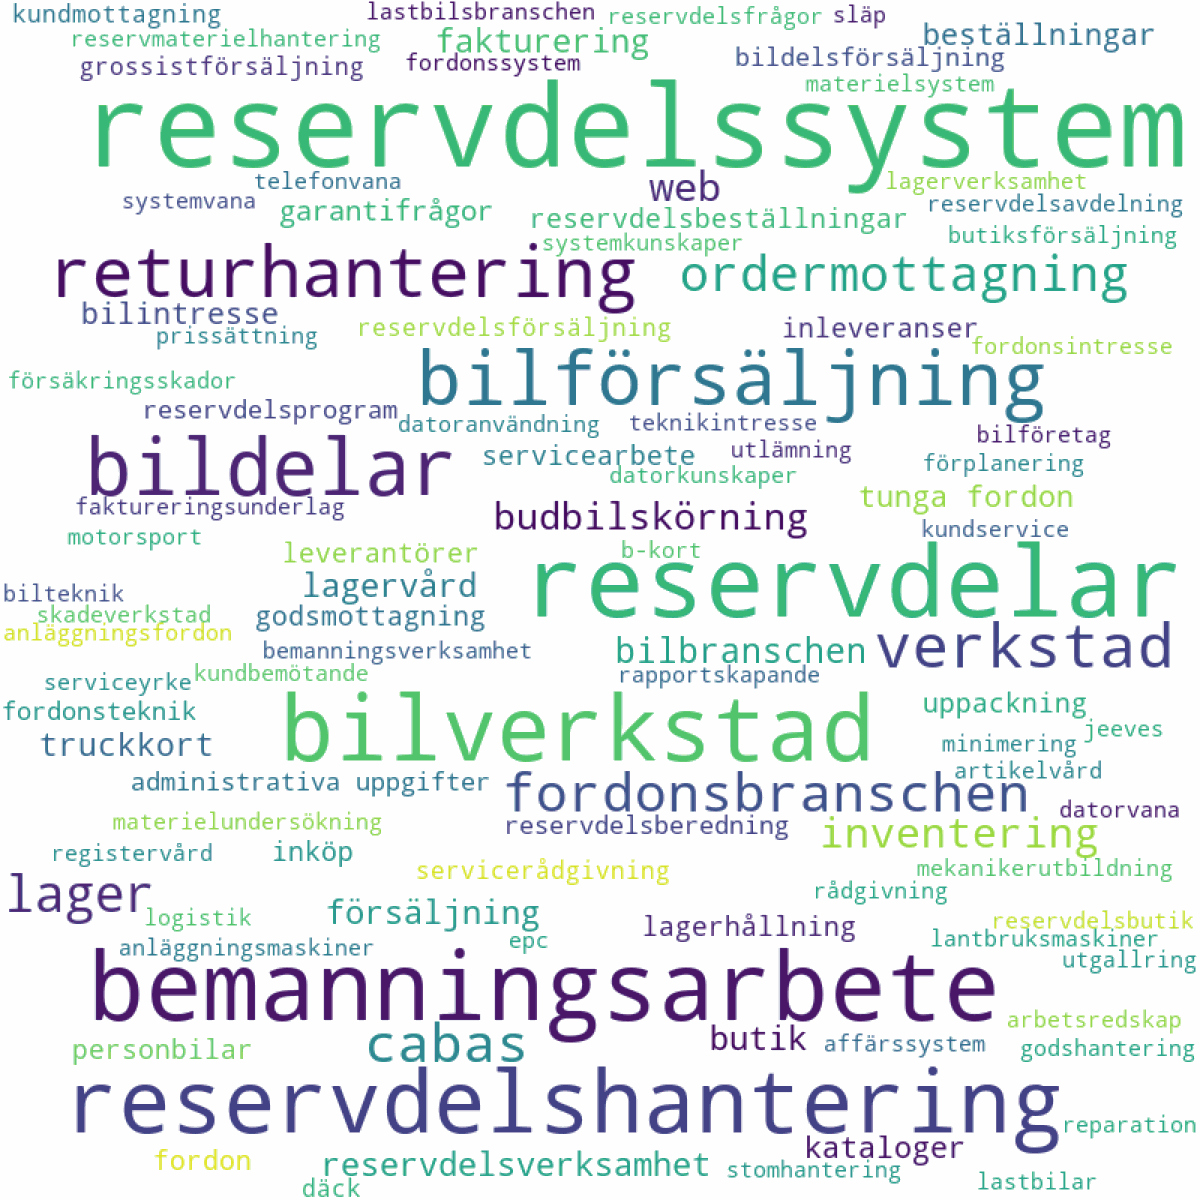 kundmottagning
lastbilsbranschen
reservdelsfrågor
släp
reservmaterielhantering
fakturering
beställningar
grossistförsäljning
fordonssystem
bildelsförsäljning
materielsystem
reservdelssystem
telefonvana
web
lagerverksamhet
systemvana
garantifrågor
reservdelsbeställningar
reservdelsavdelning
systemkunskaper
butiksförsäljning
returhantering
ordermottagning
bilintresse
prissättning
reservdelsförsäljning
inleveranser
fordonsintresse
försäkringsskador
bilförsäljning
reservdelsprogram
datoranvändning
teknikintresse
bilföretag
bildelar
servicearbete
utlämning
förplanering
datorkunskaper
faktureringsunderlag
budbilskörning
tunga fordon
motorsport
kundservice
leverantörer
b-kort
reservdelar
bilteknik
lagervård
skadeverkstad
godsmottagning
anläggningsfordon
bemanningsverksamhet
bilbranschen
verkstad
kundbemötande
rapportskapande
serviceyrke
fordonsteknik
bilverkstad
uppackning
truckkort
jeeves
minimering
artikelvård
administrativa uppgifter
fordonsbranschen
datorvana
materielundersökning
reservdelsberedning
inventering
registervård
inköp
servicerådgivning
mekanikerutbildning
lager
rådgivning
logistik
försäljning
lagerhållning
reservdelsbutik
anläggningsmaskiner
epc
lantbruksmaskiner
utgallring
bemanningsarbete
arbetsredskap
personbilar
cabas
butik
affärssystem
godshantering
reservdelshantering
reparation
fordon
reservdelsverksamhet
kataloger
stomhantering
däck
lastbilar